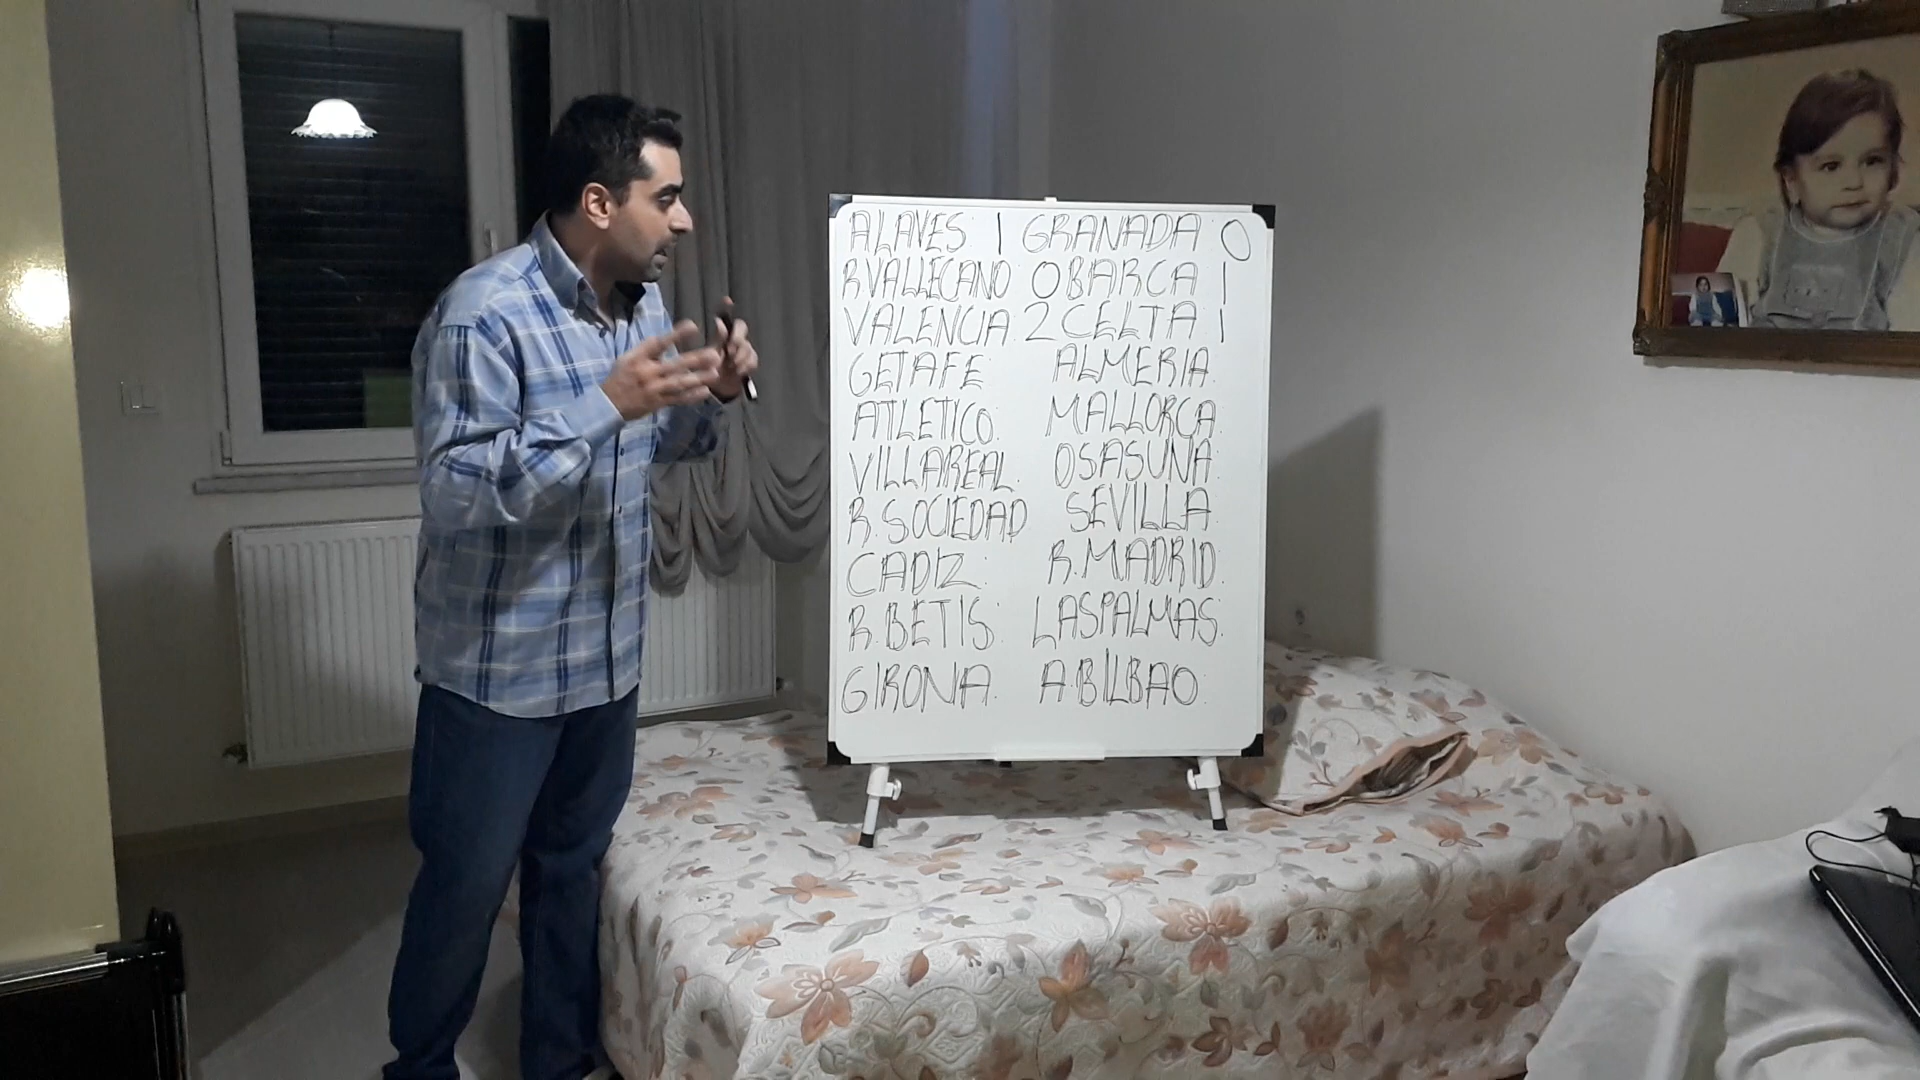 ALAVES: 1 GRANADA: 0
R.VALLECANO: 0 BARCA: 1
VALENCIA: 2 CELTA: 1
GETAFE: ALMERIA:
ATLETICO: MALLORCA:
VILLAREAL: OSASUNA:
R.SOCIEDAD SEVILLA:
CADIZ: R.MADRID:
R.BETIS: LASPALMAS:
GIRONA: A.BILBAO: